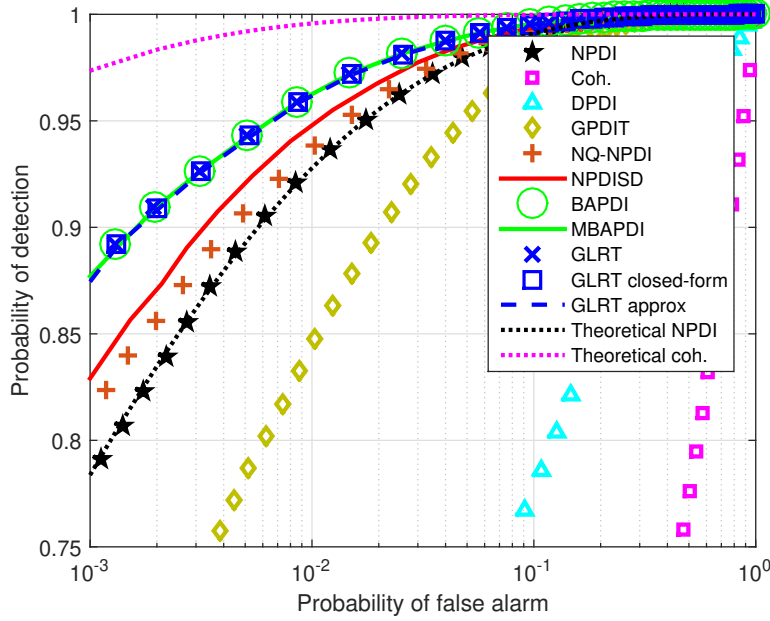 Probability of detection
1
0.95
0.9
0.85
0.8
0.75
10-3
10-2
10-1
100
Probability of false alarm
NPDI
Coh.
DPDI
GPDIT
NQ-NPDI
NPDISD
BAPDI
MBAPDI
GLRT
GLRT closed-form
GLRT approx
Theoretical NPDI
Theoretical coh.